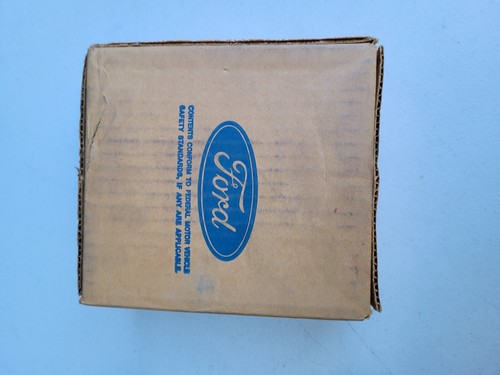 Ford
CONTENTS CONFORM TO FEDERAL MOTOR VEHICLE
SAFETY STANDARDS, IF ANY ARE APPLICABLE.